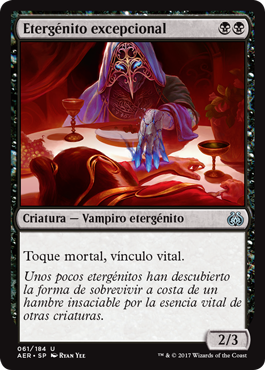 Etergénito excepcional
Criatura — Vampiro etergénito
Toque mortal, vínculo vital.
Unos pocos etergénitos han descubierto
la forma de sobrevivir a costa de un
hambre insaciable por la esencia vital de
otras criaturas.
2/3
061/184 U
AER • SP Ryan Yee
™ & © 2017 Wizards of the Coast